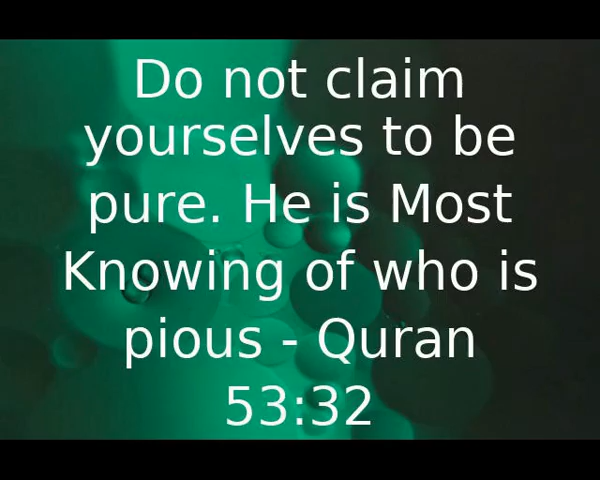 Do not claim
yourselves to be
pure. He is Most
Knowing of who is
pious - Quran
53:32